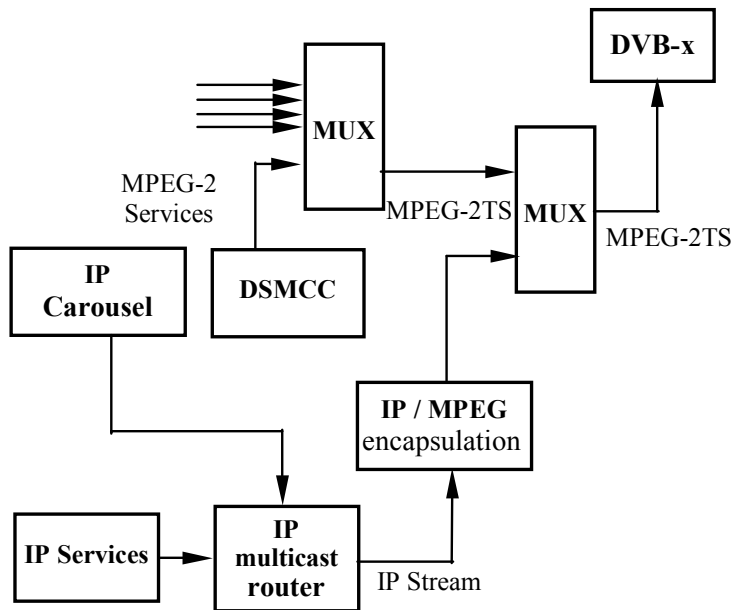 DVB-x
MUX
MPEG-2
Services
MPEG-2TS
MUX
MPEG-2TS
IP
Carousel
DSMCC
IP / MPEG
encapsulation
IP Services
IP
multicast
router
IP Stream